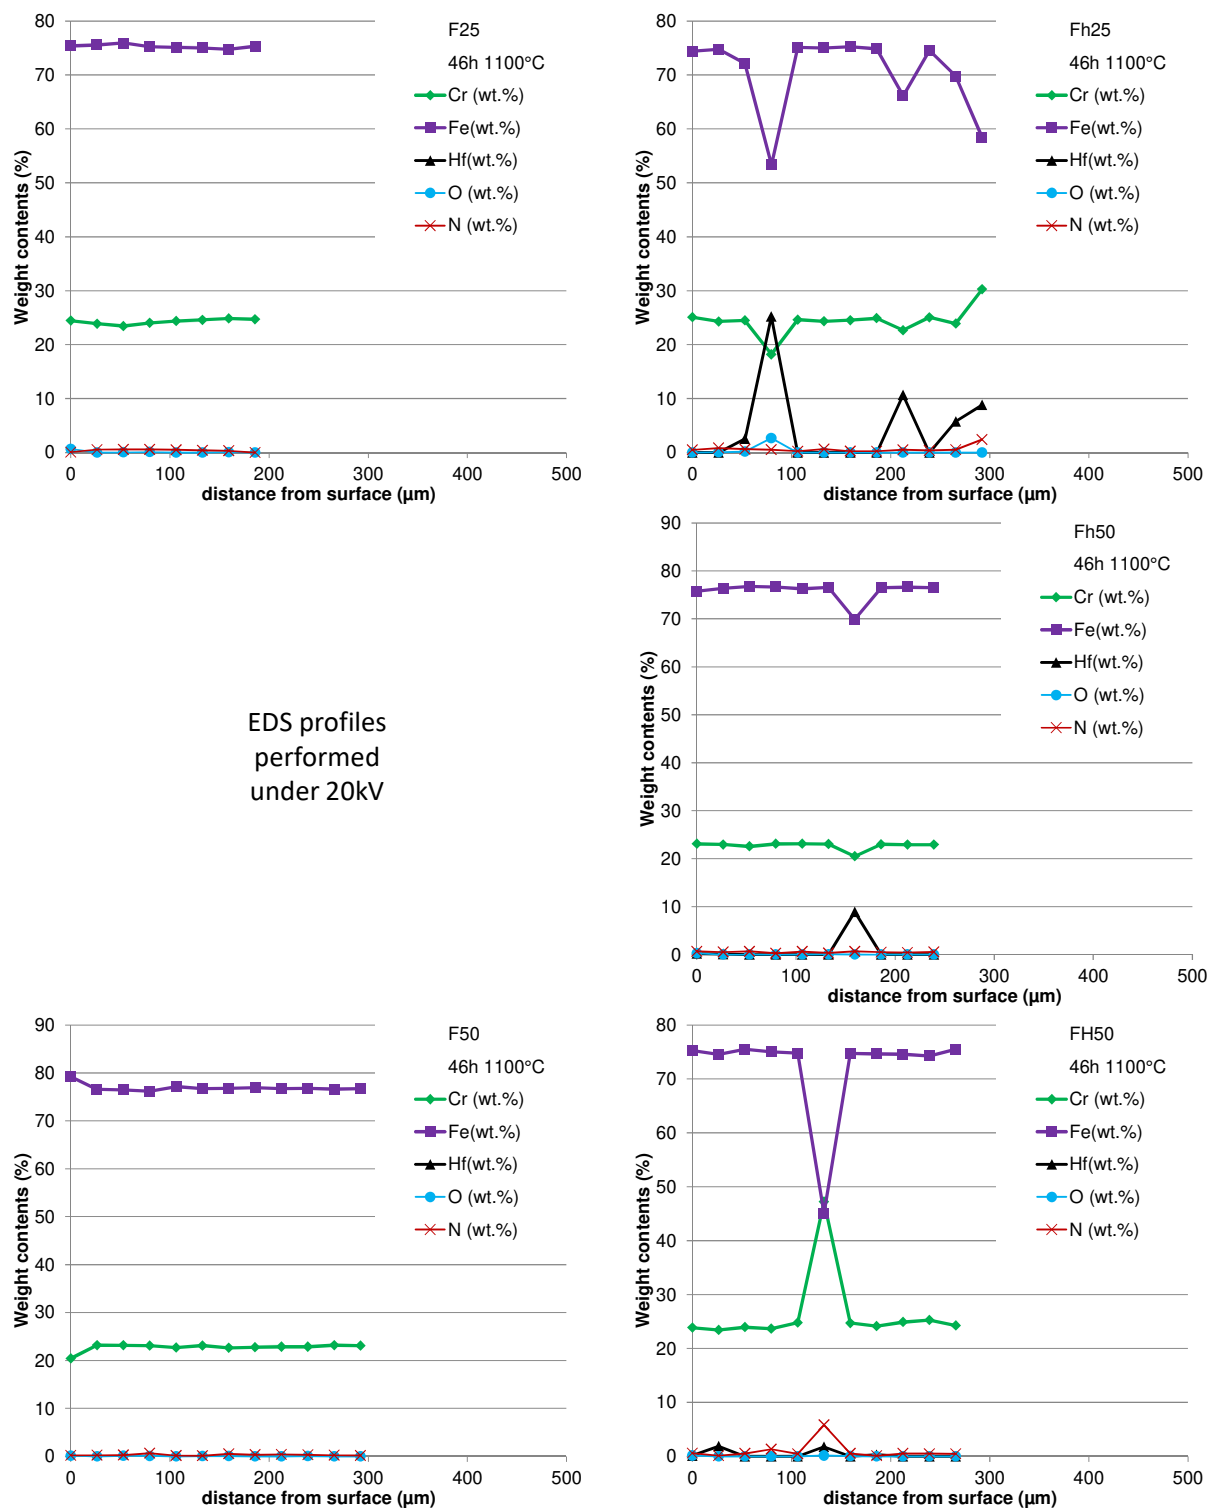 80
70
60
50
40
30
20
10
0
Weight contents (%)
0 100 200 300 400 500
distance from surface (µm)
F25
46h 1100°C
Cr (wt.%)
Fe(wt.%)
Hf(wt.%)
O (wt.%)
N (wt.%)
80
70
60
50
40
30
20
10
0
Weight contents (%)
0 100 200 300 400 500
distance from surface (µm)
Fh25
46h 1100°C
Cr (wt.%)
Fe(wt.%)
Hf(wt.%)
O (wt.%)
N (wt.%)
EDS profiles
performed
under 20kV
90
80
70
60
50
40
30
20
10
0
Weight contents (%)
0 100 200 300 400 500
distance from surface (µm)
Fh50
46h 1100°C
Cr (wt.%)
Fe(wt.%)
Hf(wt.%)
O (wt.%)
N (wt.%)
90
80
70
60
50
40
30
20
10
0
Weight contents (%)
0 100 200 300 400 500
distance from surface (µm)
F50
46h 1100°C
Cr (wt.%)
Fe(wt.%)
Hf(wt.%)
O (wt.%)
N (wt.%)
80
70
60
50
40
30
20
10
0
Weight contents (%)
0 100 200 300 400 500
distance from surface (µm)
FH50
46h 1100°C
Cr (wt.%)
Fe(wt.%)
Hf(wt.%)
O (wt.%)
N (wt.%)